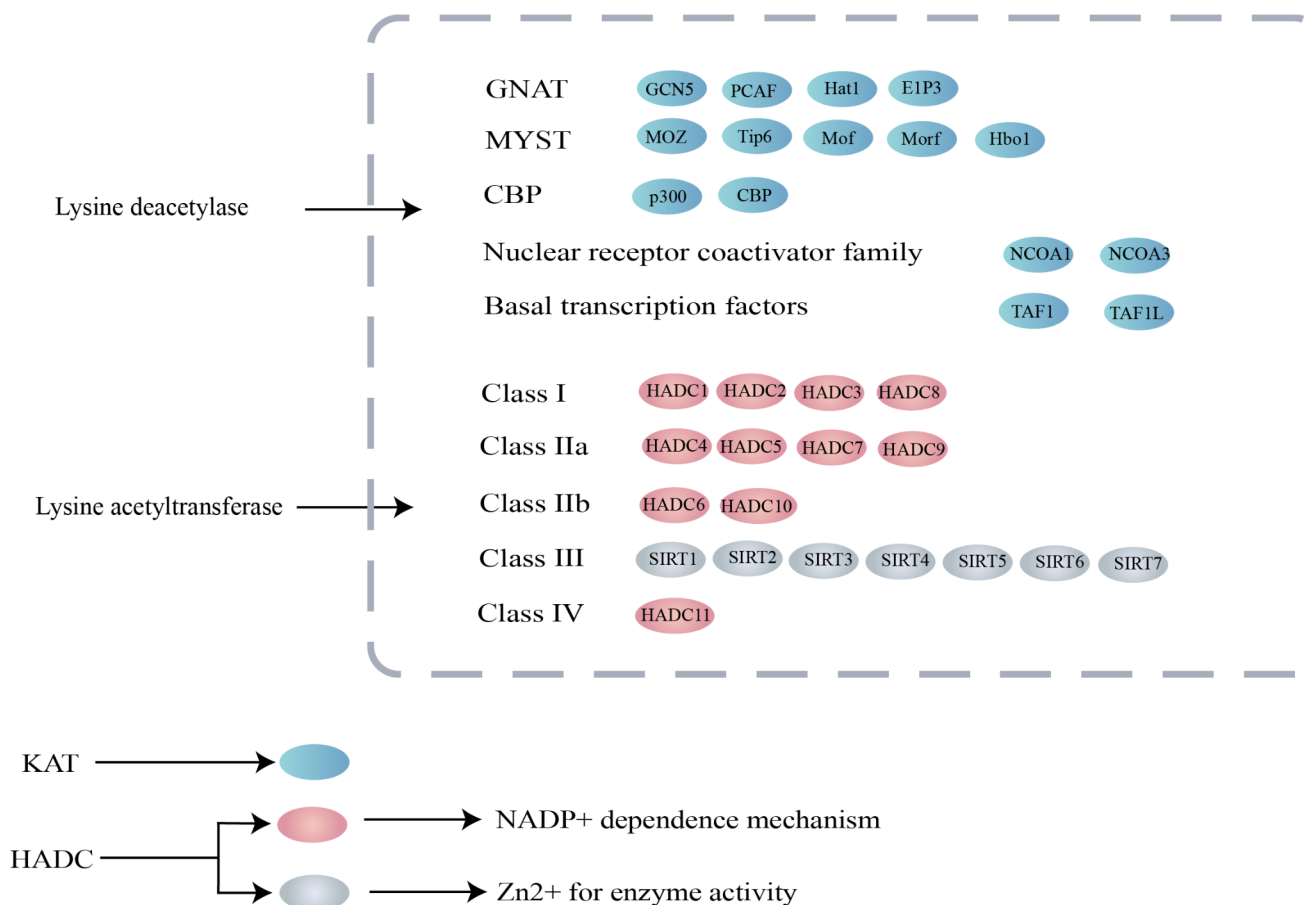 GNAT GCN5 PCAF Hat1 E1P3
MYST MOZ Tip6 Mof Morf Hbo1
CBP p300 CBP
Lysine deacetylase
Nuclear receptor coactivator family NCOA1 NCOA3
Basal transcription factors TAF1 TAF1L
Class I HADC1 HADC2 HADC3 HADC8
Class IIa HADC4 HADC5 HADC7 HADC9
Lysine acetyltransferase
Class IIb HADC6 HADC10
Class III SIRT1 SIRT2 SIRT3 SIRT4 SIRT5 SIRT6 SIRT7
Class IV HADC11
KAT
HADC
NADP+ dependence mechanism
Zn2+ for enzyme activity